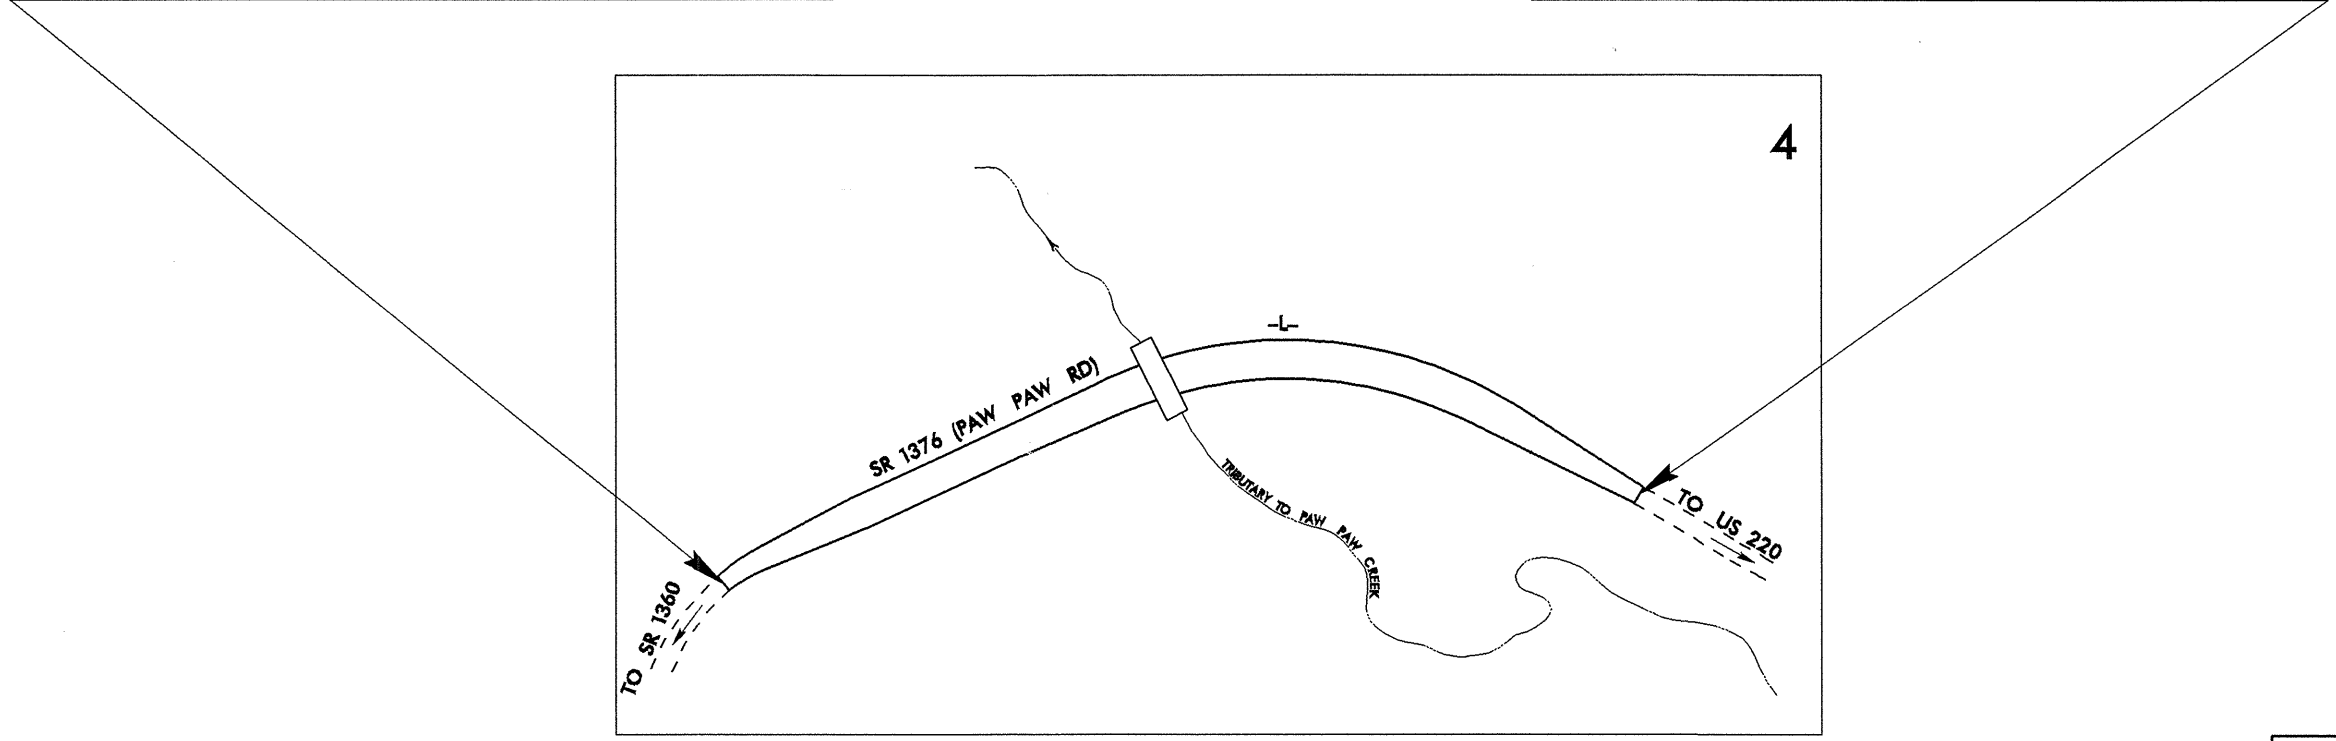 4
-L-
SR 1376 (PAW PAW RD)
TRIBUTARY TO PAW PAW CREEK
TO US 220
TO SR 1360